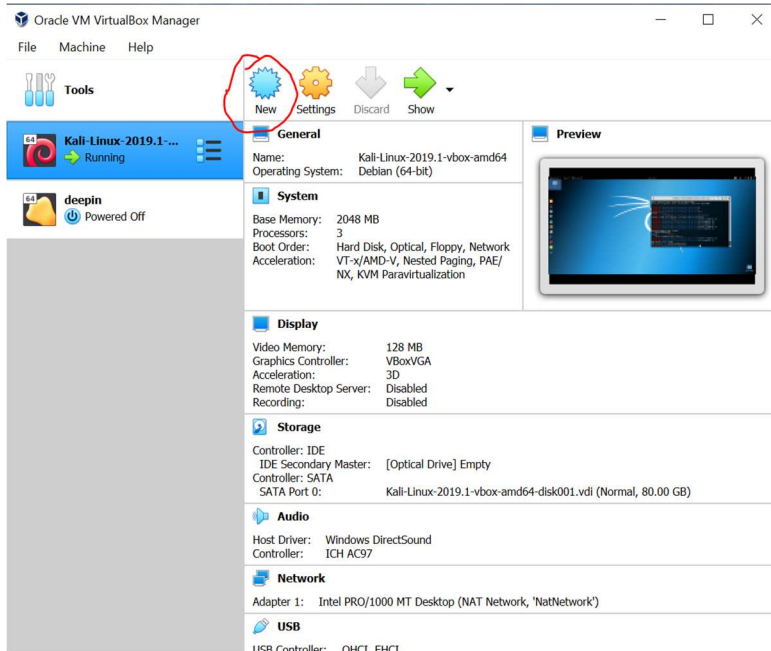 Oracle VM VirtualBox Manager
File Machine Help
Tools
New Settings Discard Show
64
Kali-Linux-2019.1-...
Running
64
deepin
Powered Off
General
Name: Kali-Linux-2019.1-vbox-amd64
Operating System: Debian (64-bit)
Preview
System
Base Memory: 2048 MB
Processors: 3
Boot Order: Hard Disk, Optical, Floppy, Network
Acceleration: VT-x/AMD-V, Nested Paging, PAE/
NX, KVM Paravirtualization
Display
Video Memory: 128 MB
Graphics Controller: VBoxVGA
Acceleration: 3D
Remote Desktop Server: Disabled
Recording: Disabled
Storage
Controller: IDE
IDE Secondary Master: [Optical Drive] Empty
Controller: SATA
SATA Port 0: Kali-Linux-2019.1-vbox-amd64-disk001.vdi (Normal, 80.00 GB)
Audio
Host Driver: Windows DirectSound
Controller: ICH AC97
Network
Adapter 1: Intel PRO/1000 MT Desktop (NAT Network, 'NatNetwork')
USB
USB Controller: OHCI, EHCI